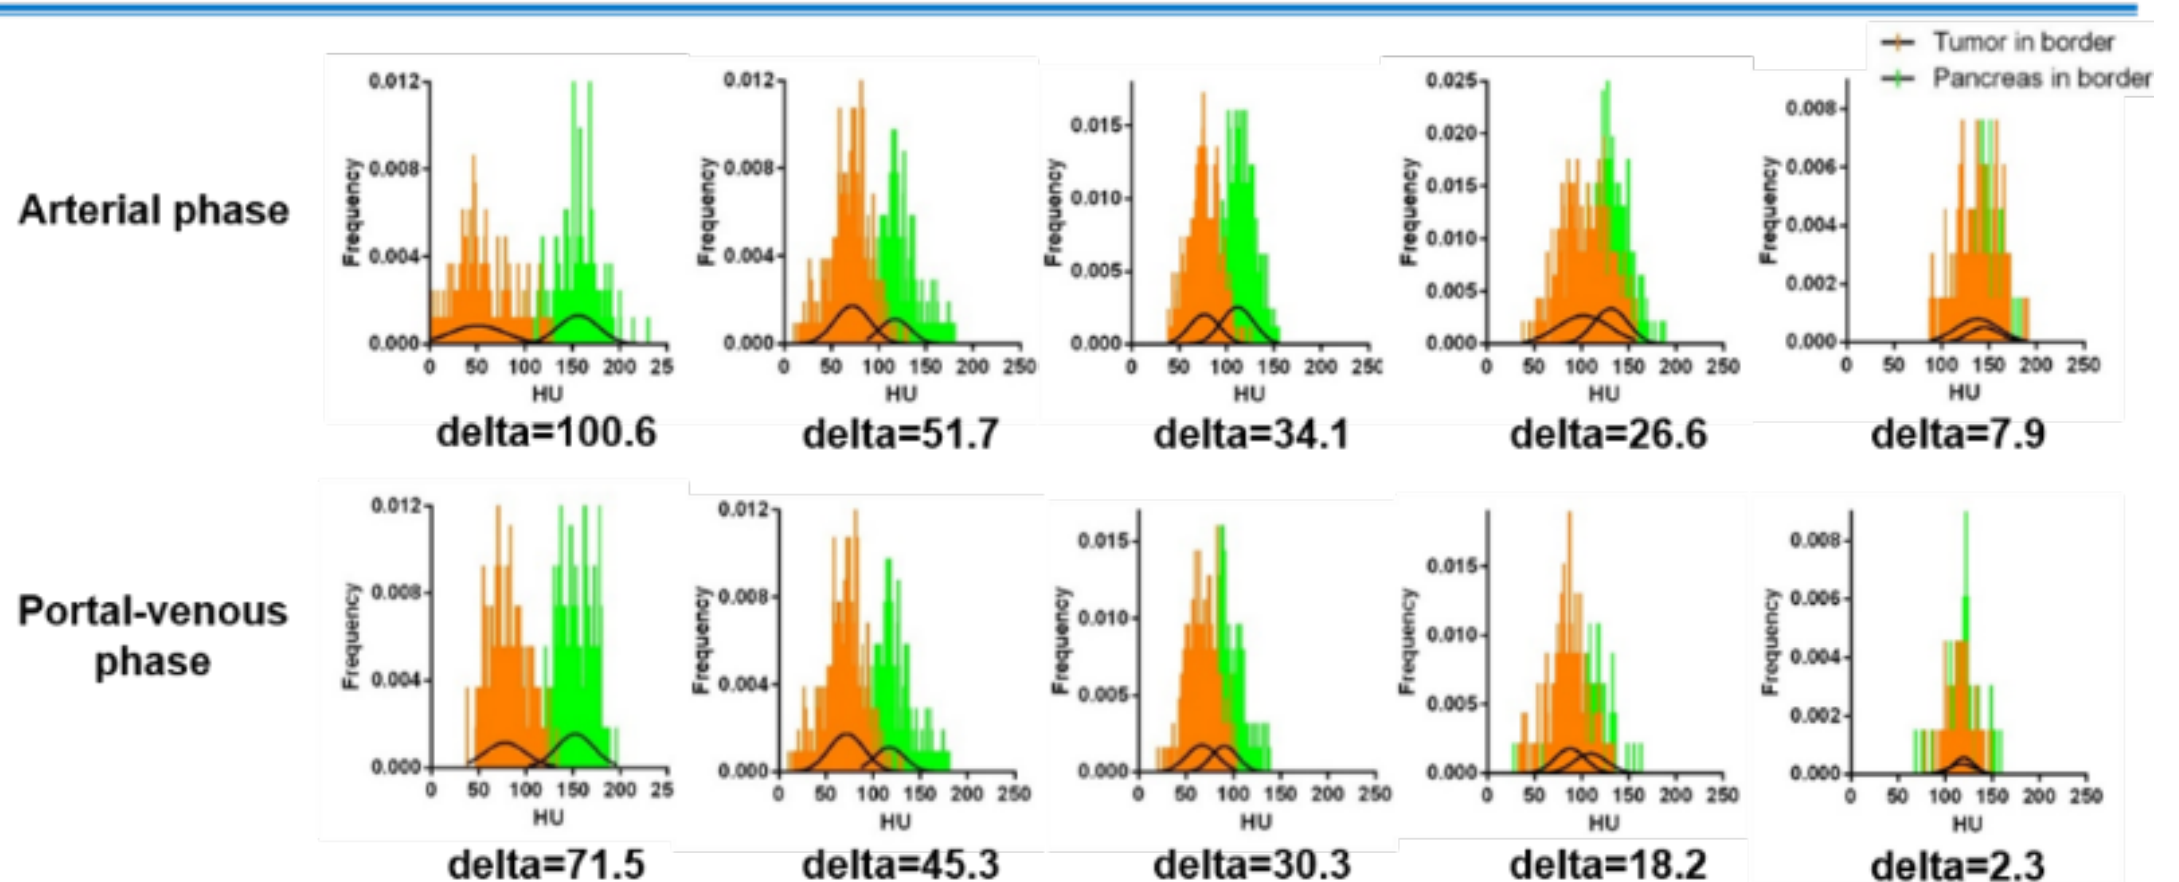 Tumor in border
Pancreas in border
Arterial phase
0.012 0.008 0.004 0.000
Frequency
0 50 100 150 200 25
HU
delta=100.6
0.012 0.008 0.004 0.000
Frequency
0 50 100 150 200 250
HU
delta=51.7
0.015 0.010 0.005 0.000
Frequency
0 50 100 150 200 250
HU
delta=34.1
0.025 0.020 0.015 0.010 0.005 0.000
Frequency
0 50 100 150 200 250
HU
delta=26.6
0.008 0.006 0.004 0.002 0.000
Frequency
0 50 100 150 200 250
HU
delta=7.9
Portal-venous
phase
0.012 0.008 0.004 0.000
Frequency
0 50 100 150 200 25
HU
delta=71.5
0.012 0.008 0.004 0.000
Frequency
0 50 100 150 200 250
HU
delta=45.3
0.015 0.010 0.005 0.000
Frequency
0 50 100 150 200 250
HU
delta=30.3
0.015 0.010 0.005 0.000
Frequency
0 50 100 150 200 250
HU
delta=18.2
0.008 0.006 0.004 0.002 0.000
Frequency
0 50 100 150 200 250
HU
delta=2.3